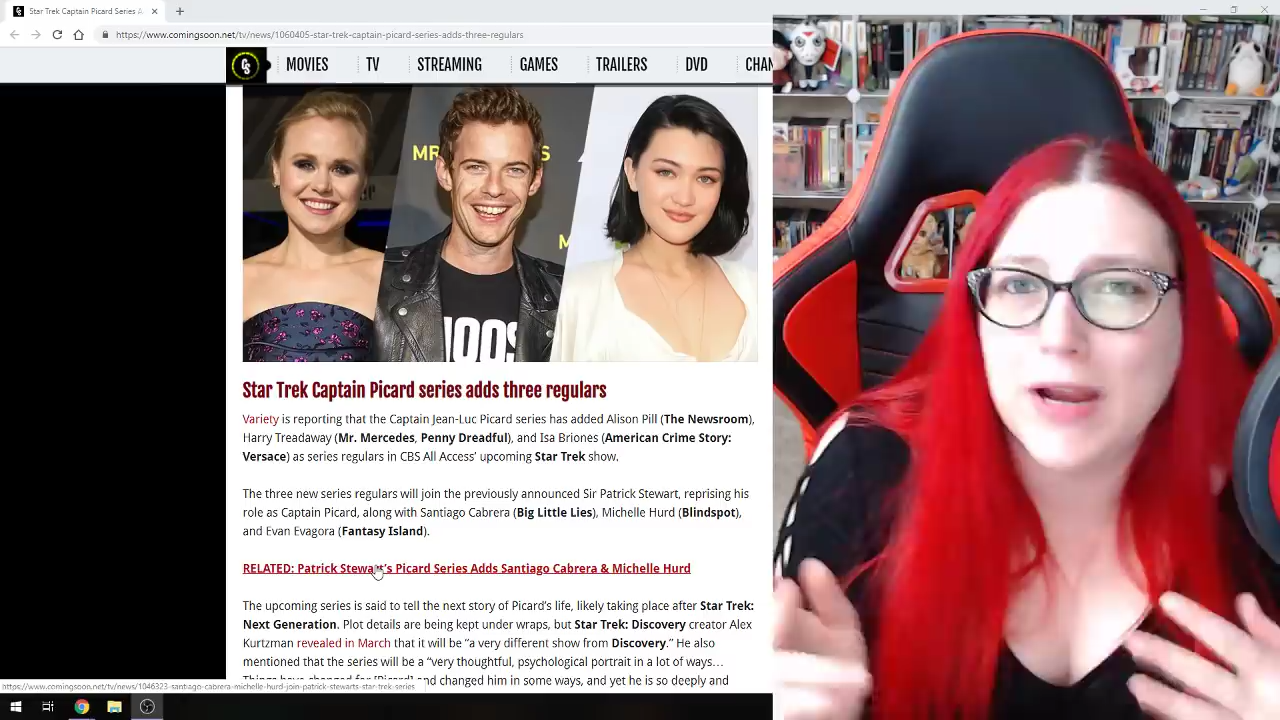 Star Trek Captain Picard Series A
https://www.comingsoon.net/tv/news/1060405-star-trek-captain-picard-series-adds-three-regulars
CS MOVIES TV STREAMING GAMES TRAILERS DVD CHAN
Star Trek Captain Picard series adds three regulars
Variety is reporting that the Captain Jean-Luc Picard series has added Alison Pill (The Newsroom),
Harry Treadaway (Mr. Mercedes, Penny Dreadful), and Isa Briones (American Crime Story:
Versace) as series regulars in CBS All Access' upcoming Star Trek show.
The three new series regulars will join the previously announced Sir Patrick Stewart, reprising his
role as Captain Picard, along with Santiago Cabrera (Big Little Lies), Michelle Hurd (Blindspot),
and Evan Evagora (Fantasy Island).
RELATED: Patrick Stewart's Picard Series Adds Santiago Cabrera & Michelle Hurd
The upcoming series is said to tell the next story of Picard's life, likely taking place after Star Trek:
Next Generation. Plot details are being kept under wraps, but Star Trek: Discovery creator Alex
Kurtzman revealed in March that it will be "a very different show from Discovery." He also
mentioned that the series will be a "very thoughtful, psychological portrait in a lot of ways…
Things have changed for [Picard] and changed him in some ways, and yet he is so deeply and
https://www.comingsoon.net/tv/news/1046323-santiago-cabrera-michelle-hurd-join-patrick-stewarts-star-trek-series